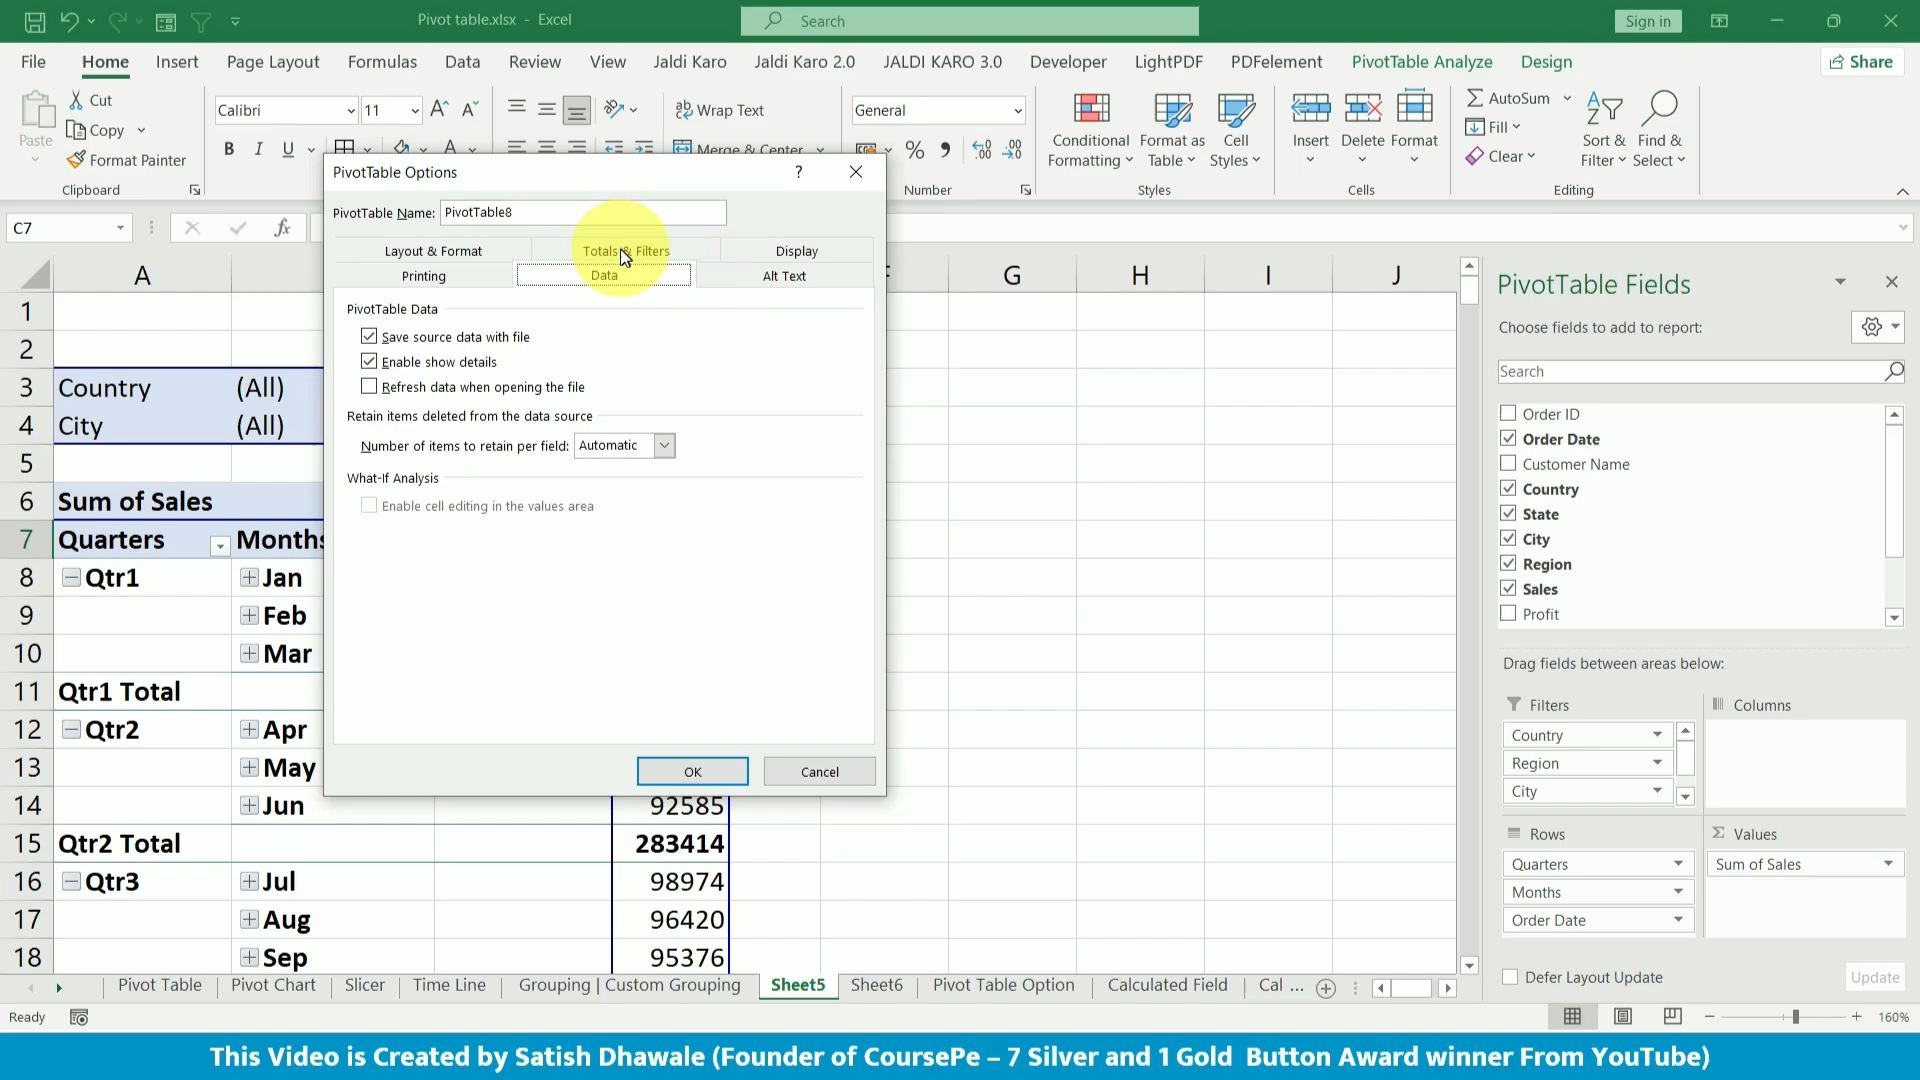 Pivot table.xlsx - Excel
Search
Sign in
File Home Insert Page Layout Formulas Data Review View Jaldi Karo Jaldi Karo 2.0 JALDI KARO 3.0 Developer LightPDF PDFelement PivotTable Analyze Design Share
Paste
Cut
Copy
Format Painter
Clipboard
Calibri 11
B I U
Wrap Text
Merge & Center
General
Number
Conditional Formatting
Format as Table
Cell Styles
Styles
Insert Delete Format
Cells
AutoSum
Fill
Clear
Sort & Filter
Find & Select
Editing
C7
fx
PivotTable Options
?
PivotTable Name: PivotTable8
Layout & Format Totals & Filters Display
Printing Data Alt Text
PivotTable Data
Save source data with file
Enable show details
Refresh data when opening the file
Retain items deleted from the data source
Number of items to retain per field: Automatic
What-If Analysis
Enable cell editing in the values area
OK Cancel
A G H I J
1
2
3 Country (All)
4 City (All)
5
6 Sum of Sales
7 Quarters Months
8 Qtr1 Jan
9 Feb
10 Mar
11 Qtr1 Total
12 Qtr2 Apr
13 May
14 Jun 92585
15 Qtr2 Total 283414
16 Qtr3 Jul 98974
17 Aug 96420
18 Sep 95376
PivotTable Fields
Choose fields to add to report:
Search
Order ID
Order Date
Customer Name
Country
State
City
Region
Sales
Profit
Drag fields between areas below:
Filters
Country
Region
City
Columns
Rows
Quarters
Months
Order Date
Σ Values
Sum of Sales
Defer Layout Update Update
Pivot Table Pivot Chart Slicer Time Line Grouping | Custom Grouping Sheet5 Sheet6 Pivot Table Option Calculated Field Cal ...
Ready
160%
This Video is Created by Satish Dhawale (Founder of CoursePe – 7 Silver and 1 Gold Button Award winner From YouTube)